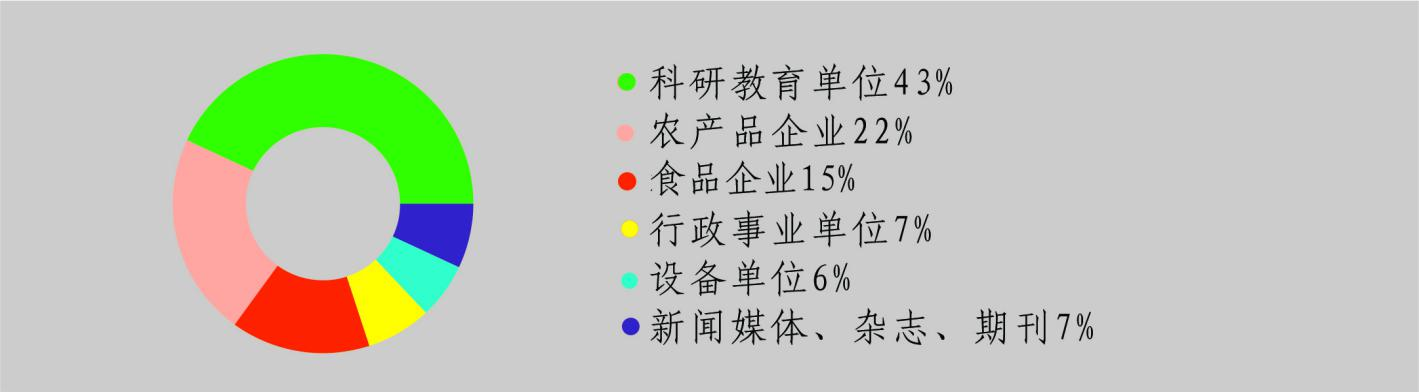 科研教育单位43%
农产品企业22%
食品企业15%
行政事业单位7%
设备单位6%
新闻媒体、杂志、期刊7%